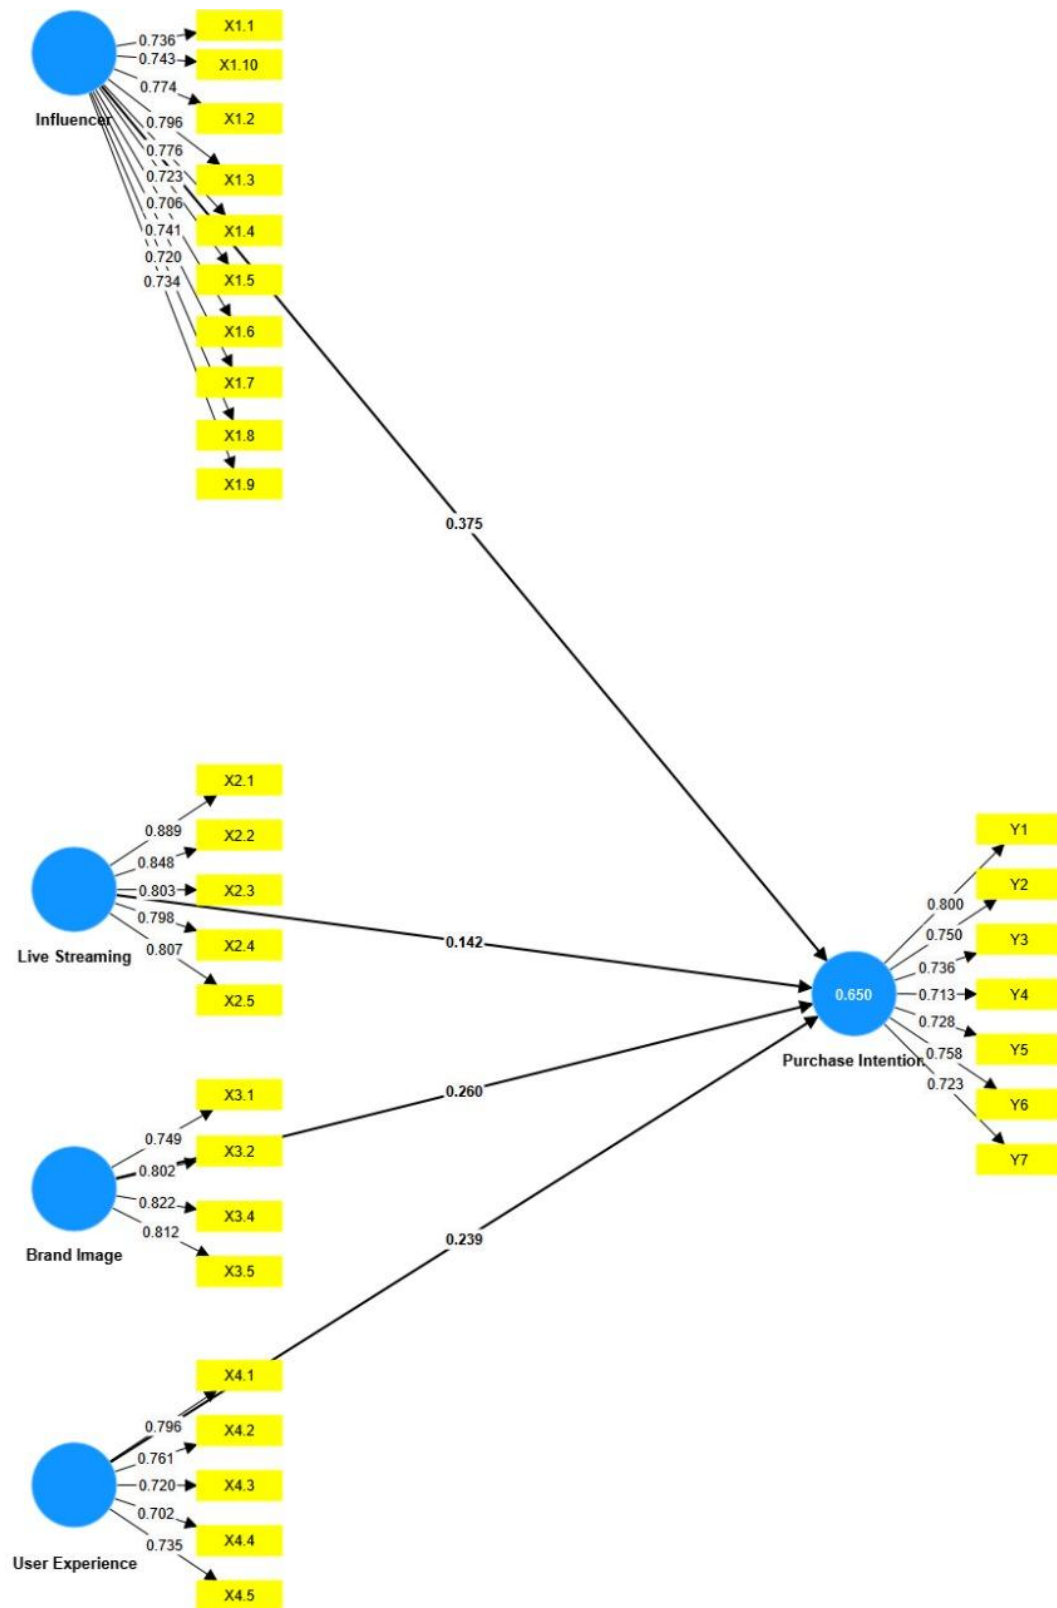 X1.1
0.736
0.743
X1.10
0.774
X1.2
Influencer
0.796
0.776
X1.3
0.723
0.706
X1.4
0.741
0.720
X1.5
0.734
X1.6
X1.7
X1.8
X1.9
0.375
X2.1
0.889
X2.2
0.848
0.803
X2.3
0.798
X2.4
0.807
Live Streaming
X2.5
0.142
Y1
Y2
0.800
0.750
Y3
0.736
0.650
0.713
Y4
0.728
Y5
0.758
Purchase Intention
0.723
Y6
Y7
X3.1
0.260
0.749
X3.2
0.802
0.822
X3.4
0.812
Brand Image
X3.5
0.239
X4.1
0.796
X4.2
0.761
0.720
X4.3
0.702
X4.4
0.735
User Experience
X4.5